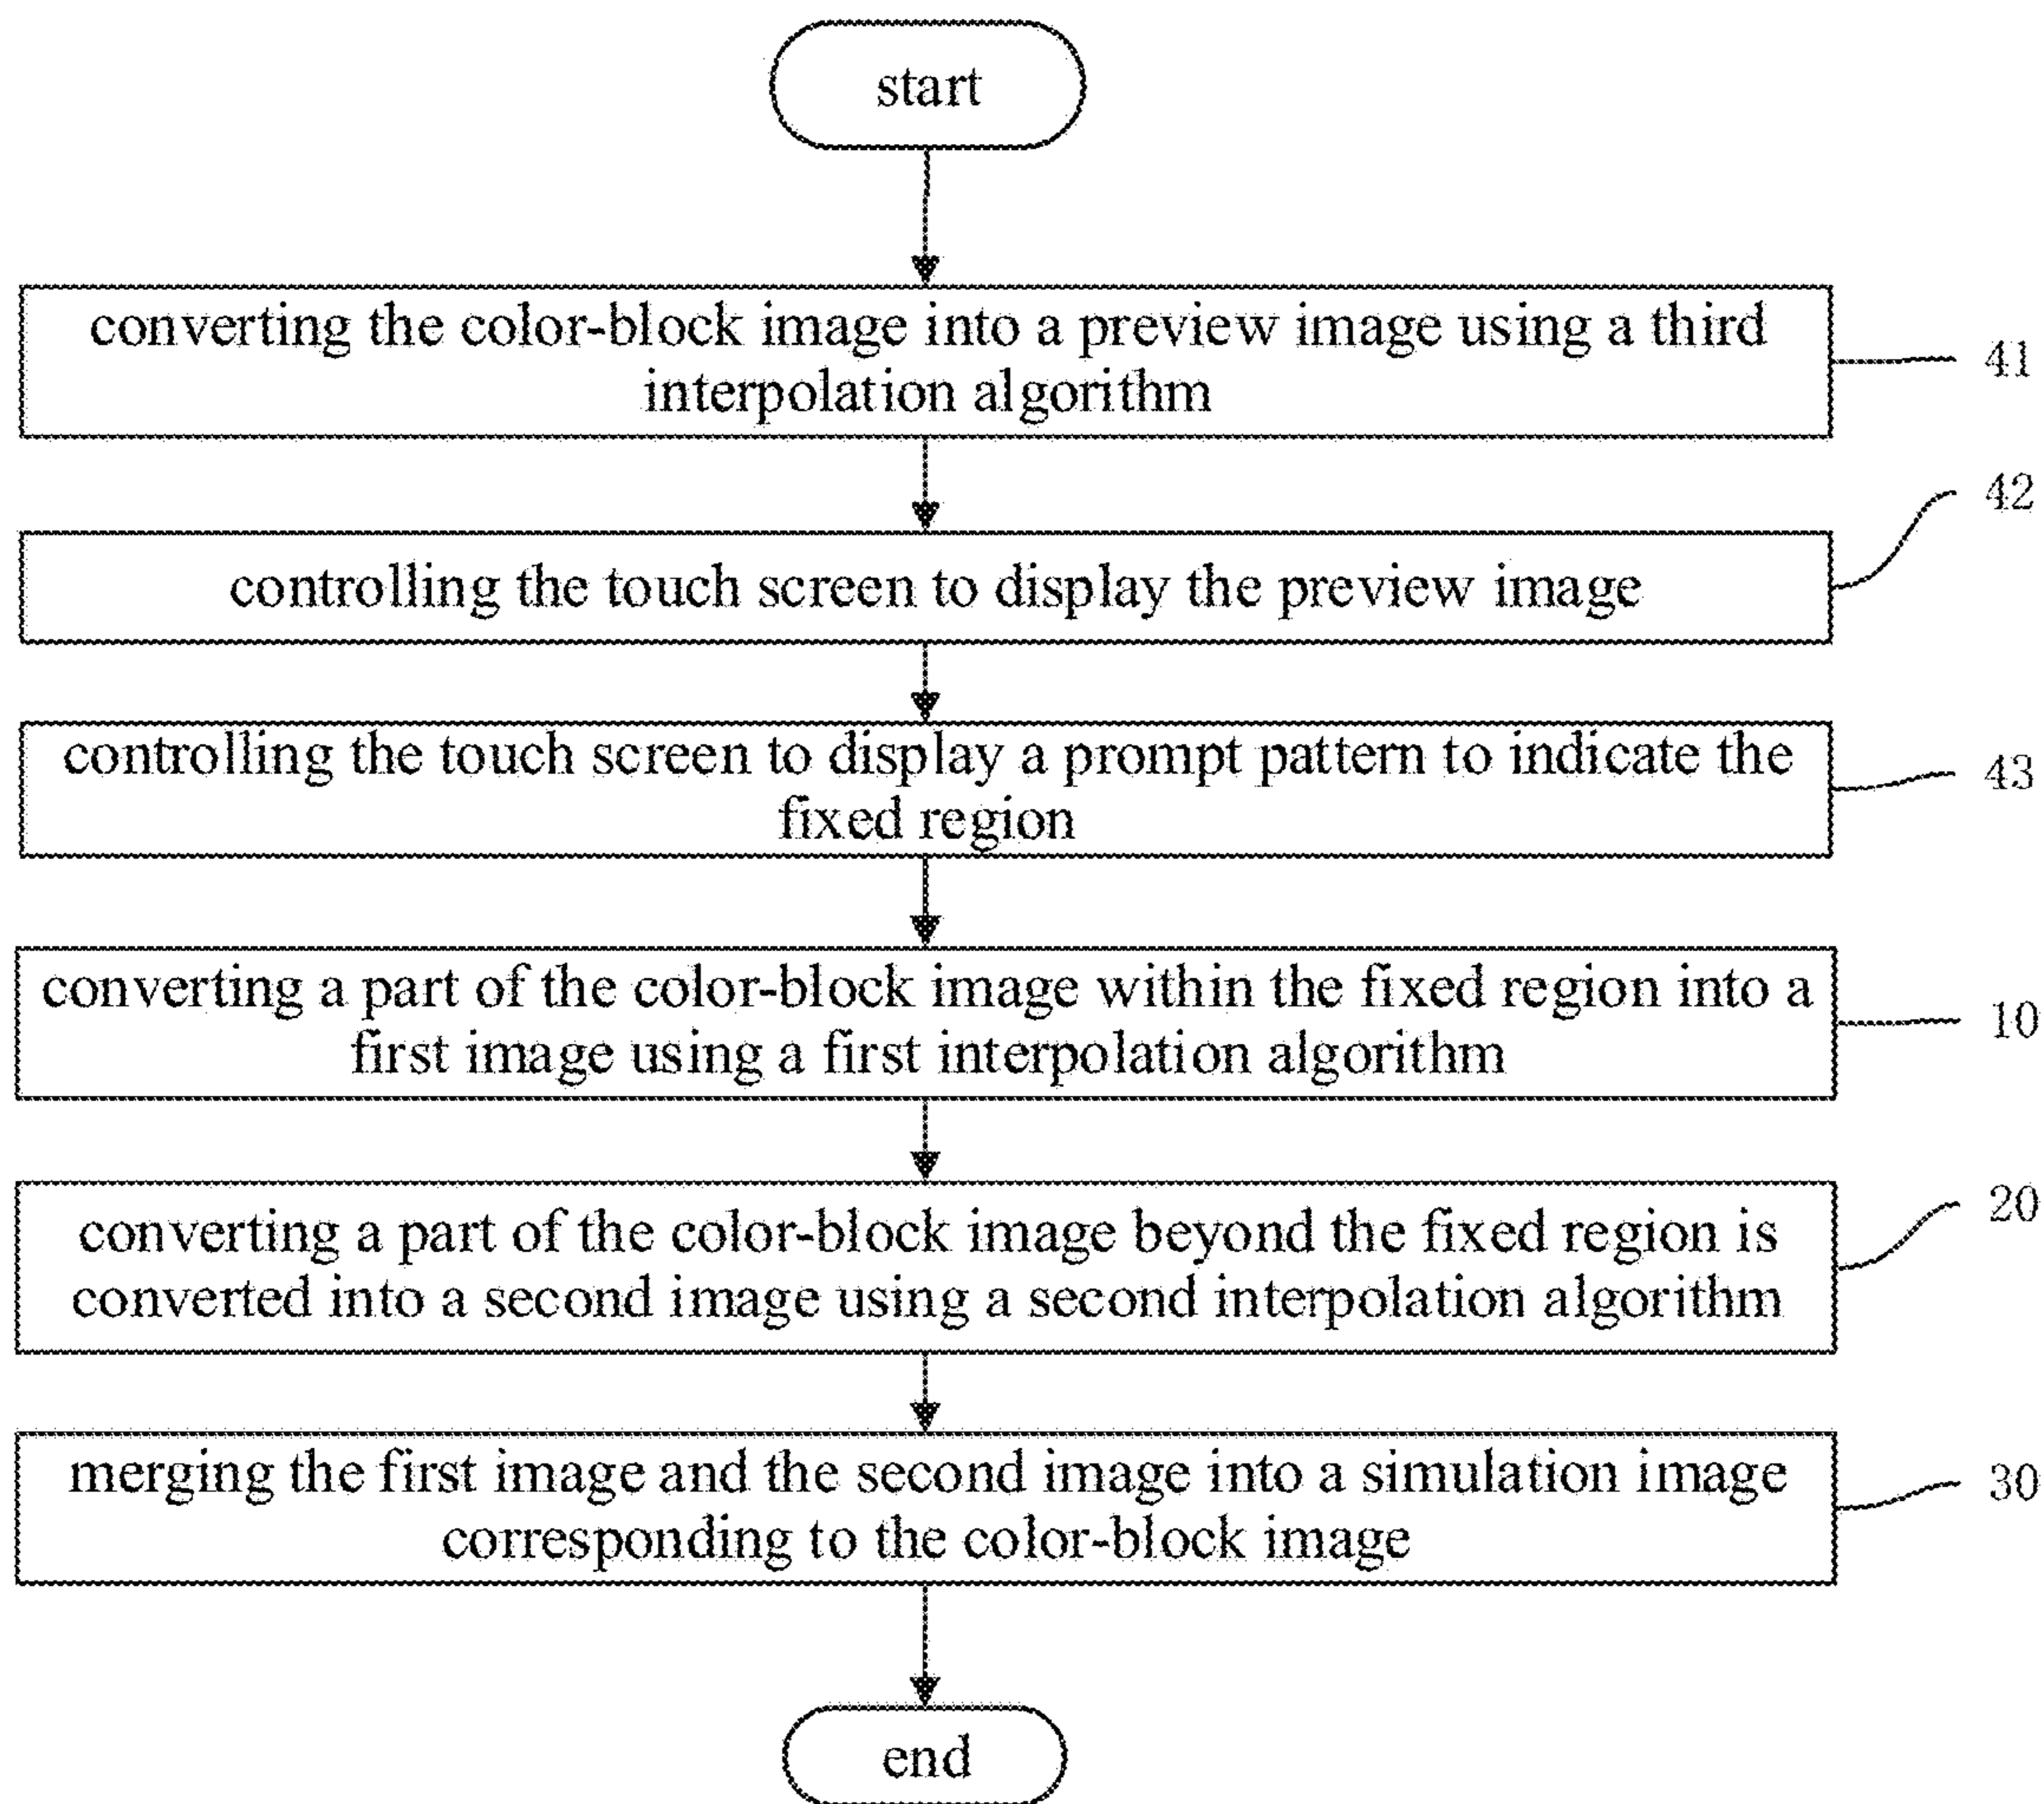 start
converting the color-block image into a preview image using a third
interpolation algorithm
41
controlling the touch screen to display the preview image
42
controlling the touch screen to display a prompt pattern to indicate the
fixed region
43
converting a part of the color-block image within the fixed region into a
first image using a first interpolation algorithm
10
converting a part of the color-block image beyond the fixed region is
converted into a second image using a second interpolation algorithm
20
merging the first image and the second image into a simulation image
corresponding to the color-block image
30
end